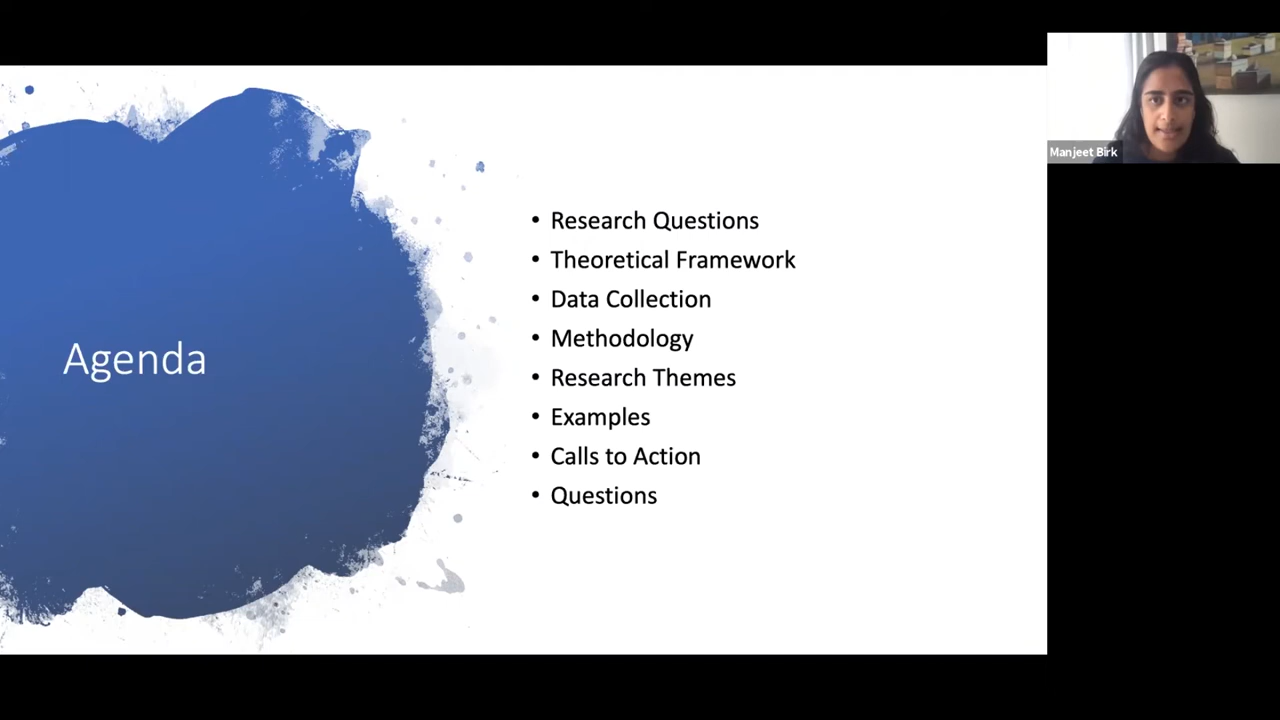 Agenda
• Research Questions
• Theoretical Framework
• Data Collection
• Methodology
• Research Themes
• Examples
• Calls to Action
• Questions
Manjeet Birk